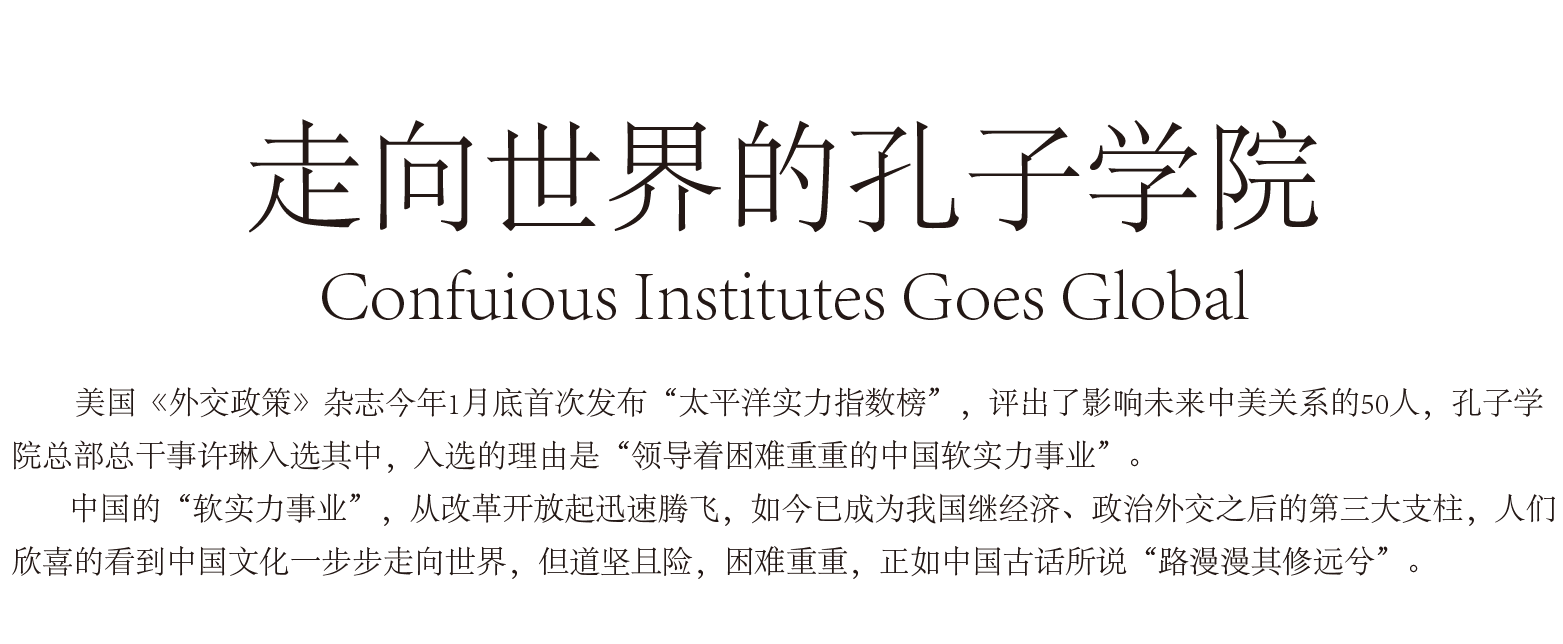 走向世界的孔子学院
Confuious Institutes Goes Global
美国《外交政策》杂志今年1月底首次发布“太平洋实力指数榜”，评出了影响未来中美关系的50人，孔子学
院总部总干事许琳入选其中，入选的理由是“领导着困难重重的中国软实力事业”。
中国的“软实力事业”，从改革开放起迅速腾飞，如今已成为我国继经济、政治外交之后的第三大支柱，人们
欣喜的看到中国文化一步步走向世界，但道坚且险，困难重重，正如中国古话所说“路漫漫其修远兮”。